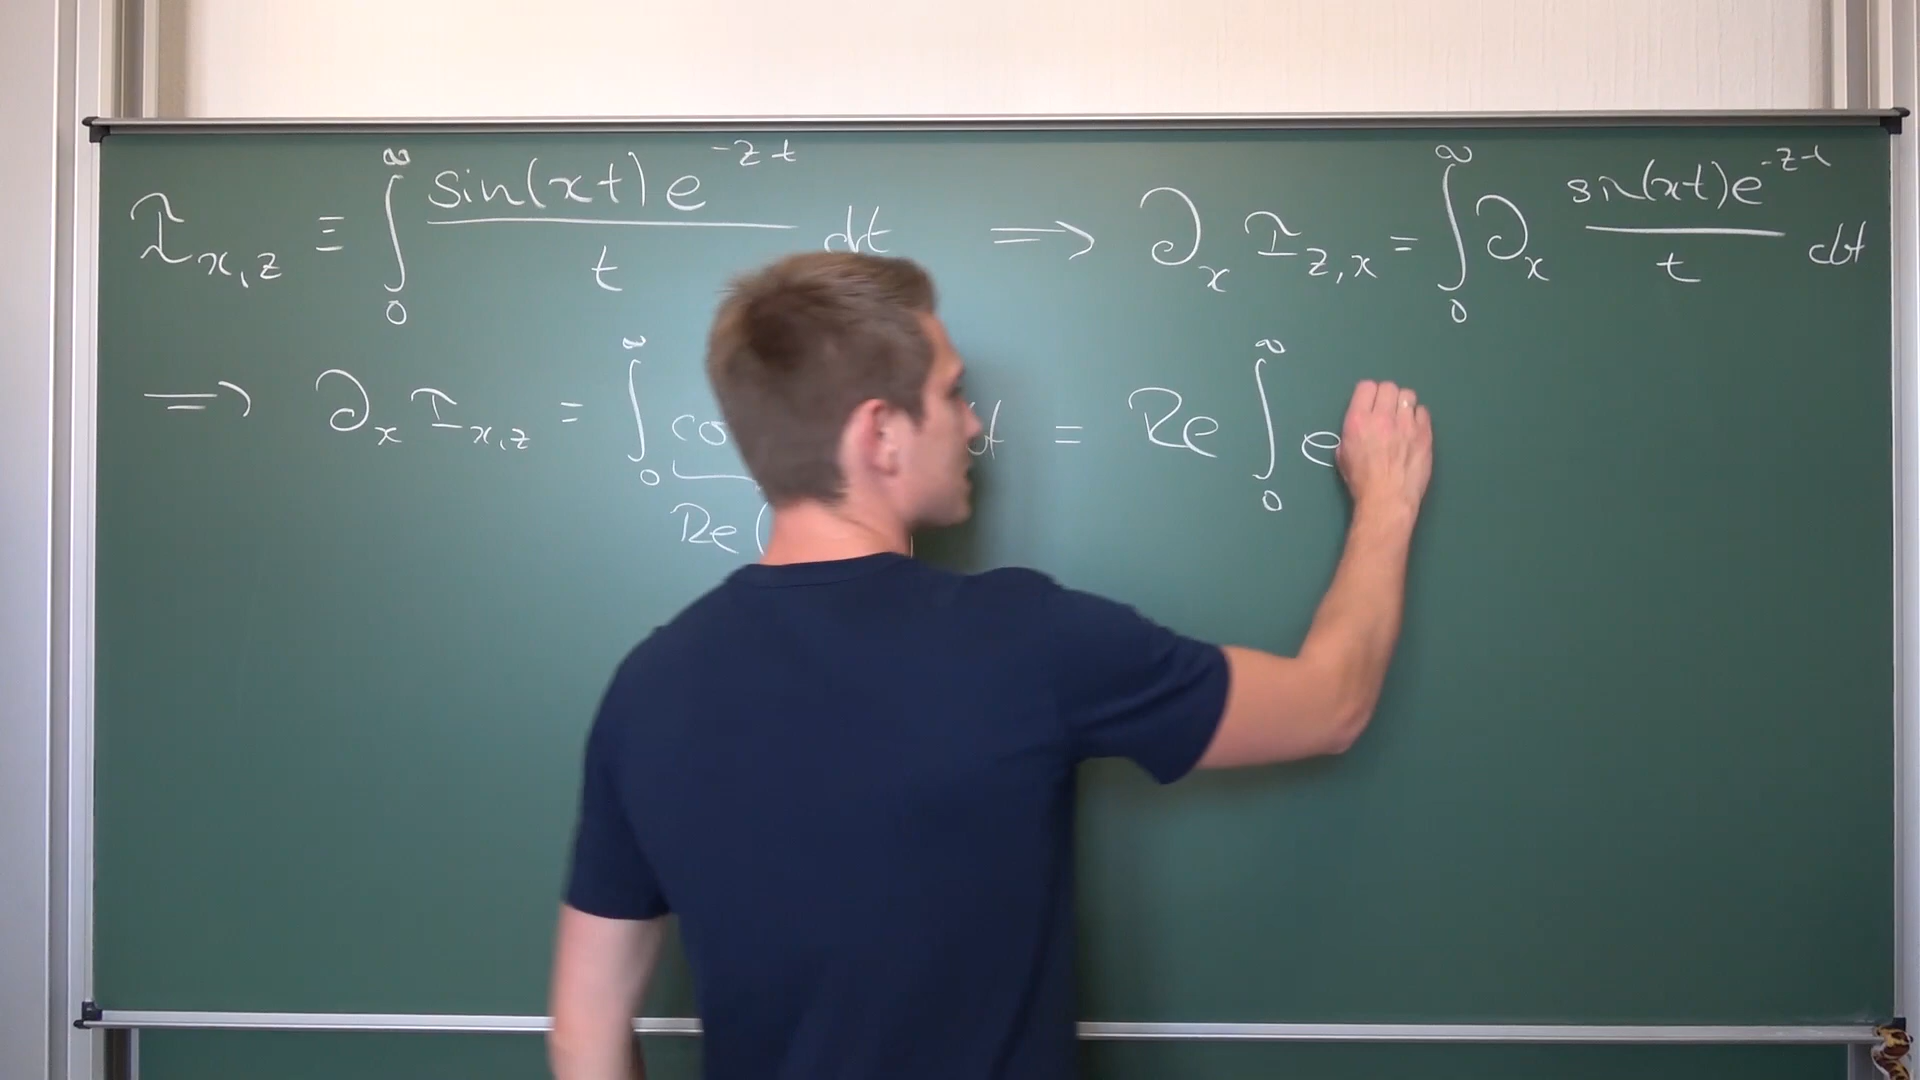 I_{x,z} ≡ ∫_0^∞ sin(xt) e^{-zt} / t dt ⟹ ∂_x I_{z,x} = ∫_0^∞ ∂_x sin(xt) e^{-zt} / t dt
⟹ ∂_x I_{x,z} = ∫_0^∞ co dt = Re ∫_0^∞ e
Re (